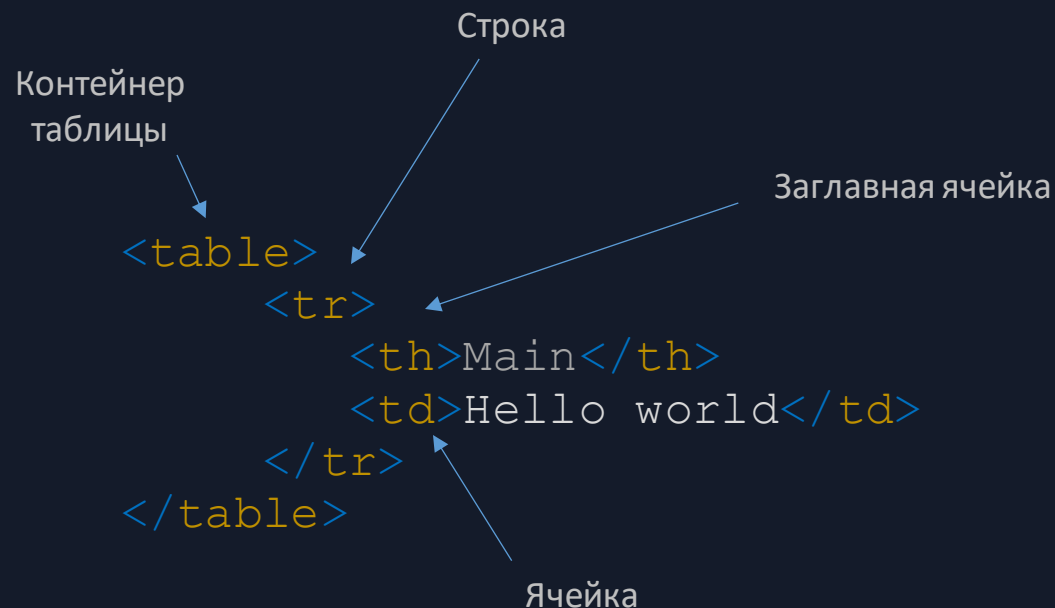 Строка
Контейнер
таблицы
Заглавная ячейка
<table>
<tr>
<th>Main</th>
<td>Hello world</td>
</tr>
</table>
Ячейка